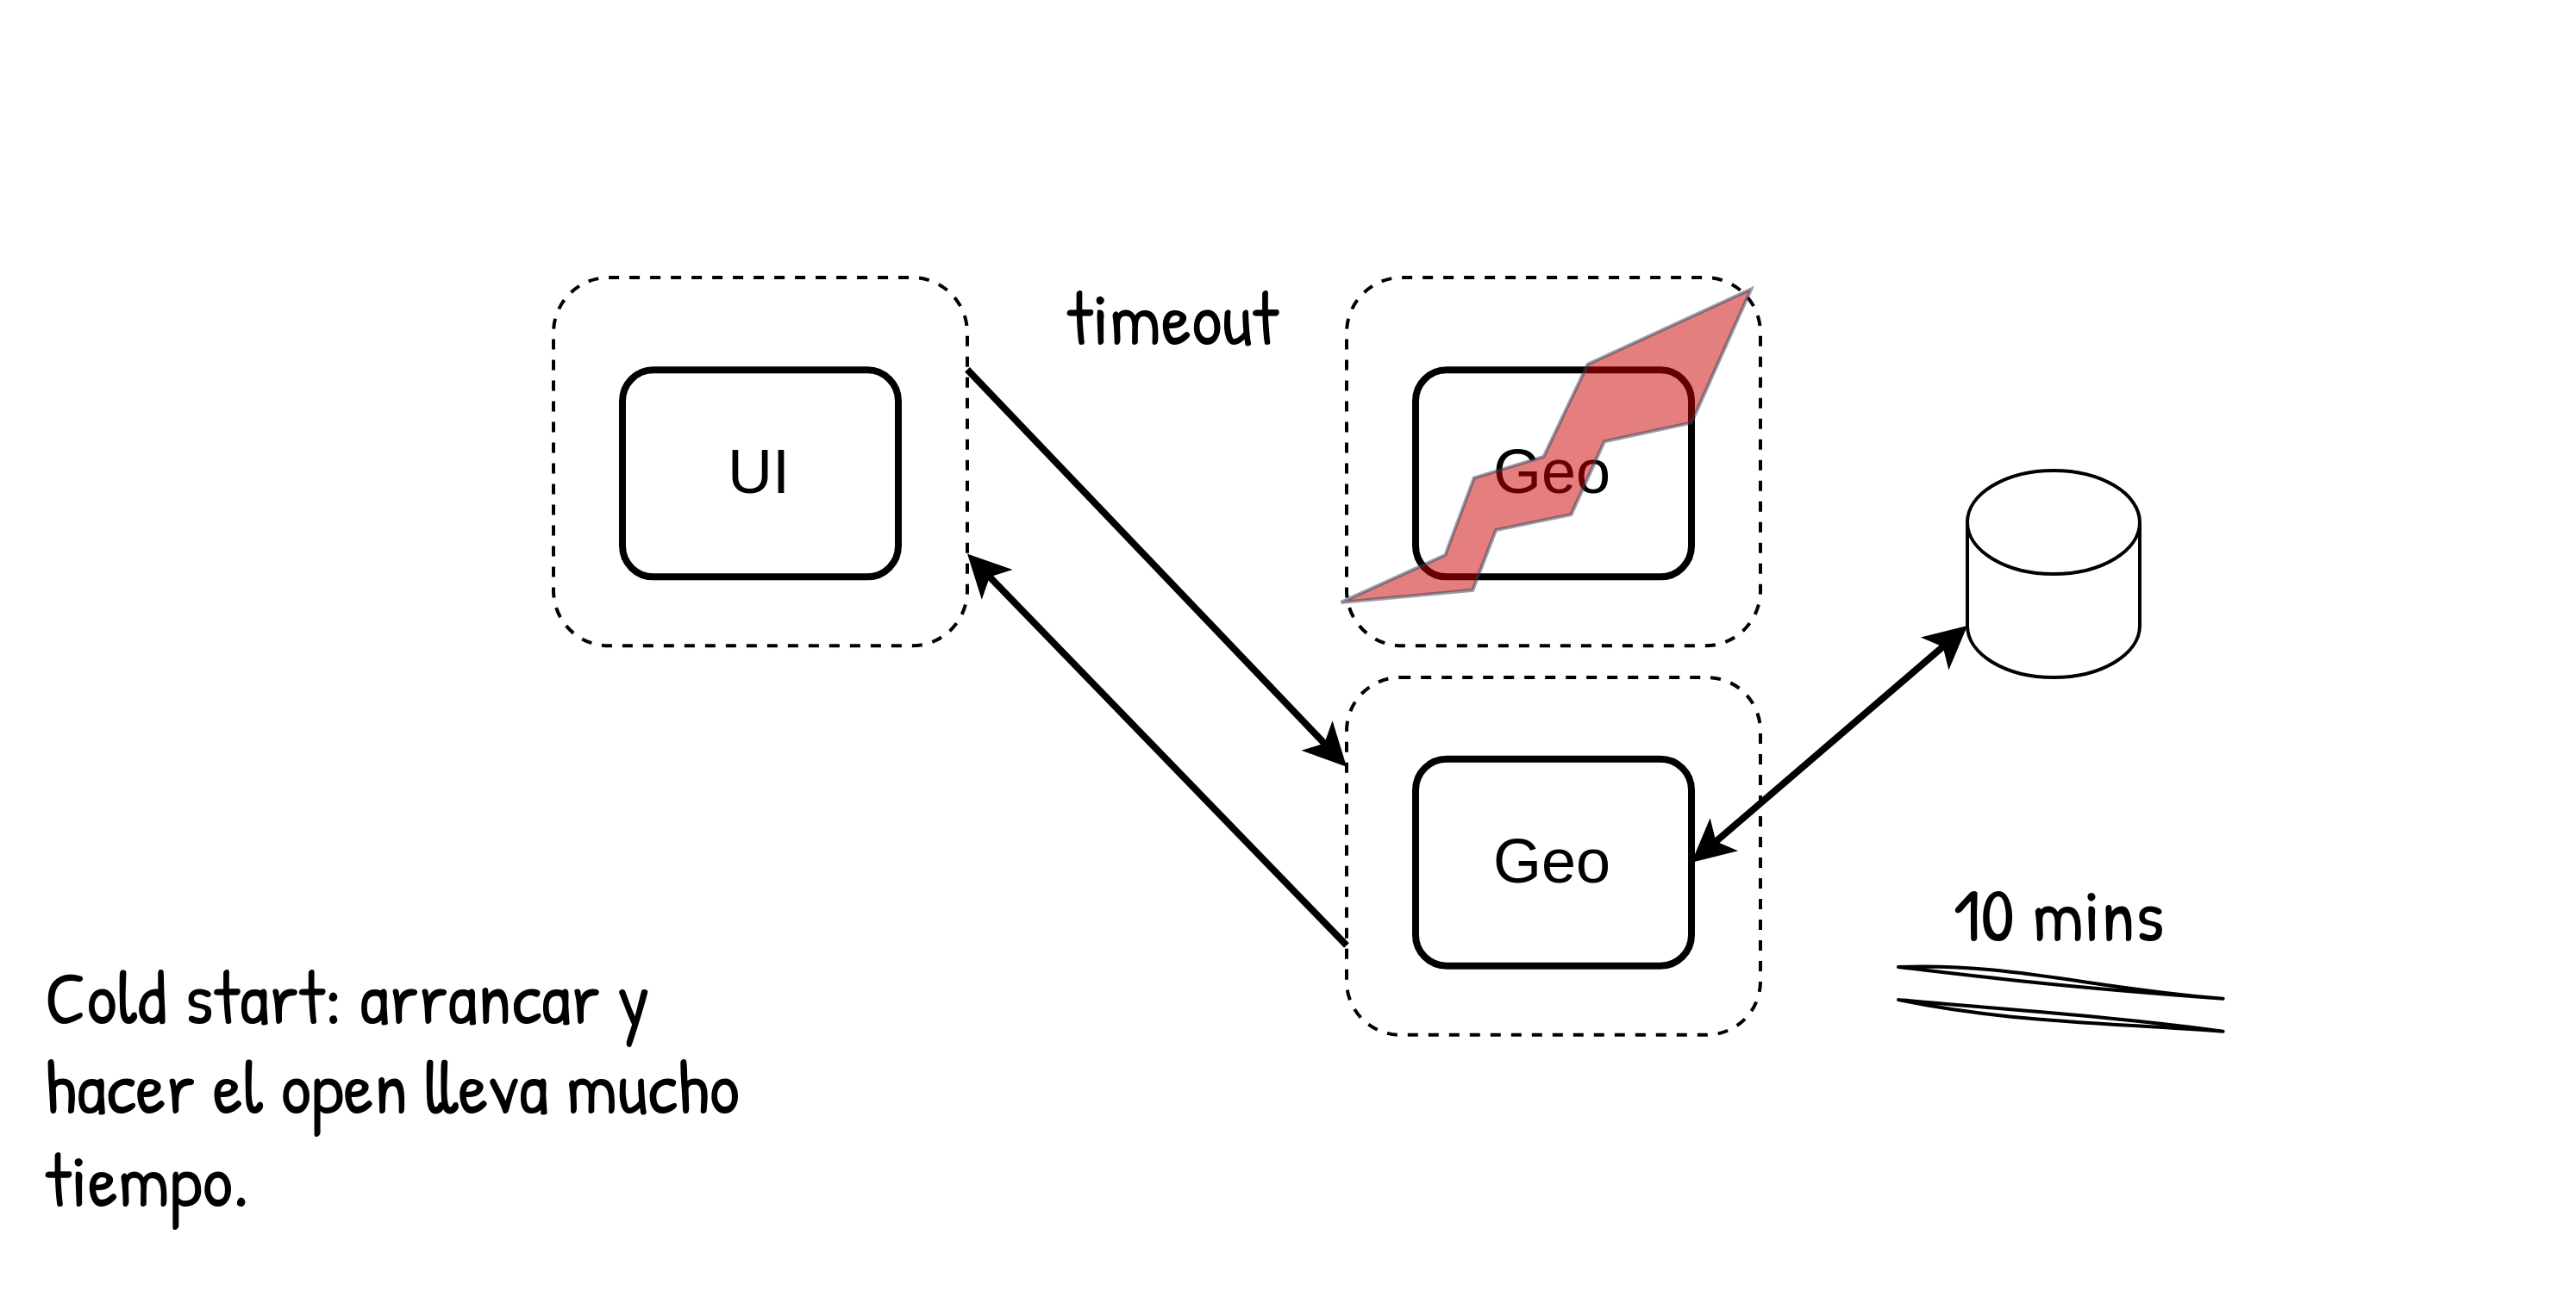 timeout
UI
Geo
Geo
10 mins
Cold start: arrancar y
hacer el open lleva mucho
tiempo.